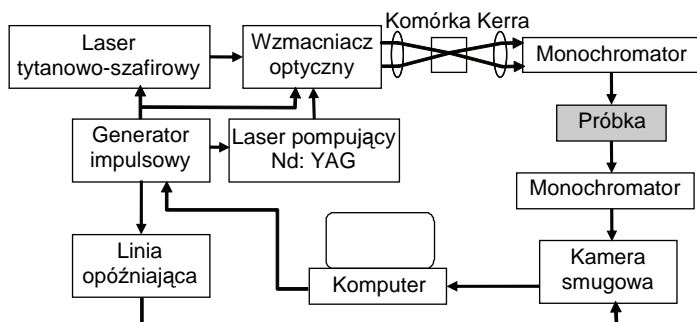 Komórka Kerra
Laser
tytanowo-szafirowy
Wzmacniacz
optyczny
Monochromator
Próbka
Generator
impulsowy
Laser pompujący
Nd: YAG
Monochromator
Linia
opóźniająca
Komputer
Kamera
smugowa